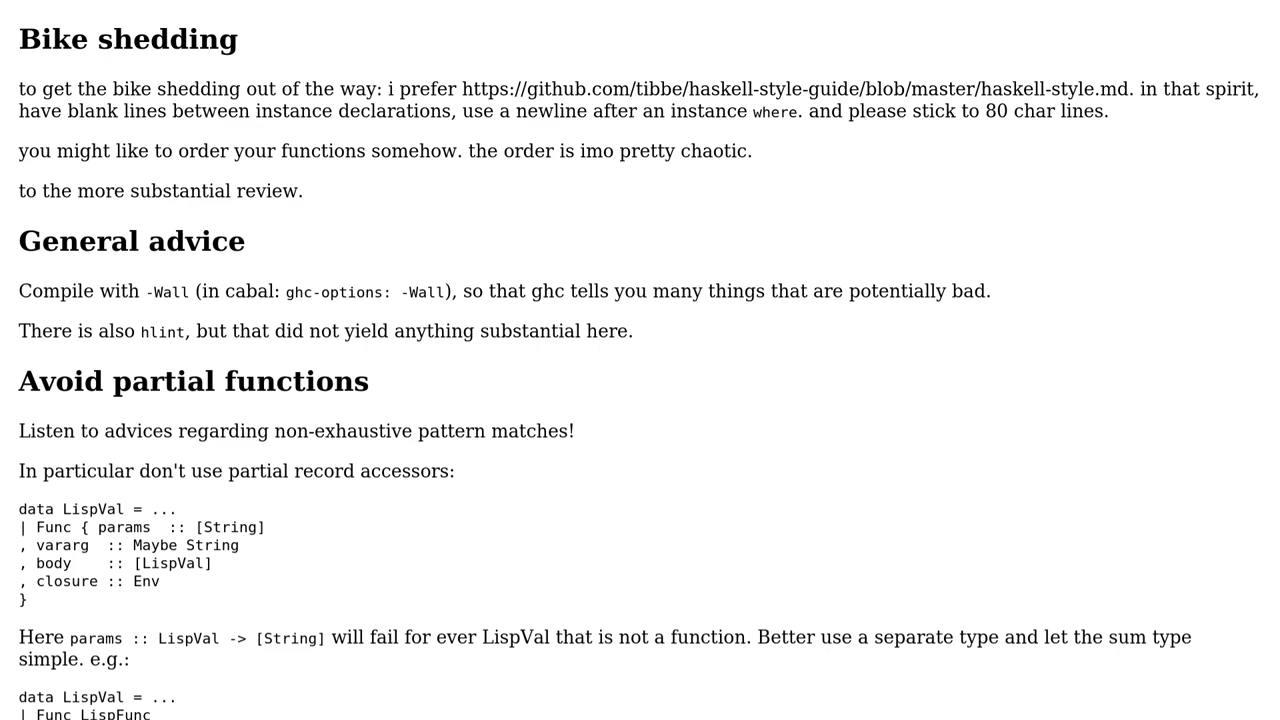 Bike shedding
to get the bike shedding out of the way: i prefer https://github.com/tibbe/haskell-style-guide/blob/master/haskell-style.md. in that spirit,
have blank lines between instance declarations, use a newline after an instance where. and please stick to 80 char lines.
you might like to order your functions somehow. the order is imo pretty chaotic.
to the more substantial review.
General advice
Compile with -Wall (in cabal: ghc-options: -Wall), so that ghc tells you many things that are potentially bad.
There is also hlint, but that did not yield anything substantial here.
Avoid partial functions
Listen to advices regarding non-exhaustive pattern matches!
In particular don't use partial record accessors:
data LispVal = ...
| Func { params  :: [String]
, vararg  :: Maybe String
, body    :: [LispVal]
, closure :: Env
}
Here params :: LispVal -> [String] will fail for ever LispVal that is not a function. Better use a separate type and let the sum type
simple. e.g.:
data LispVal = ...
| Func LispFunc